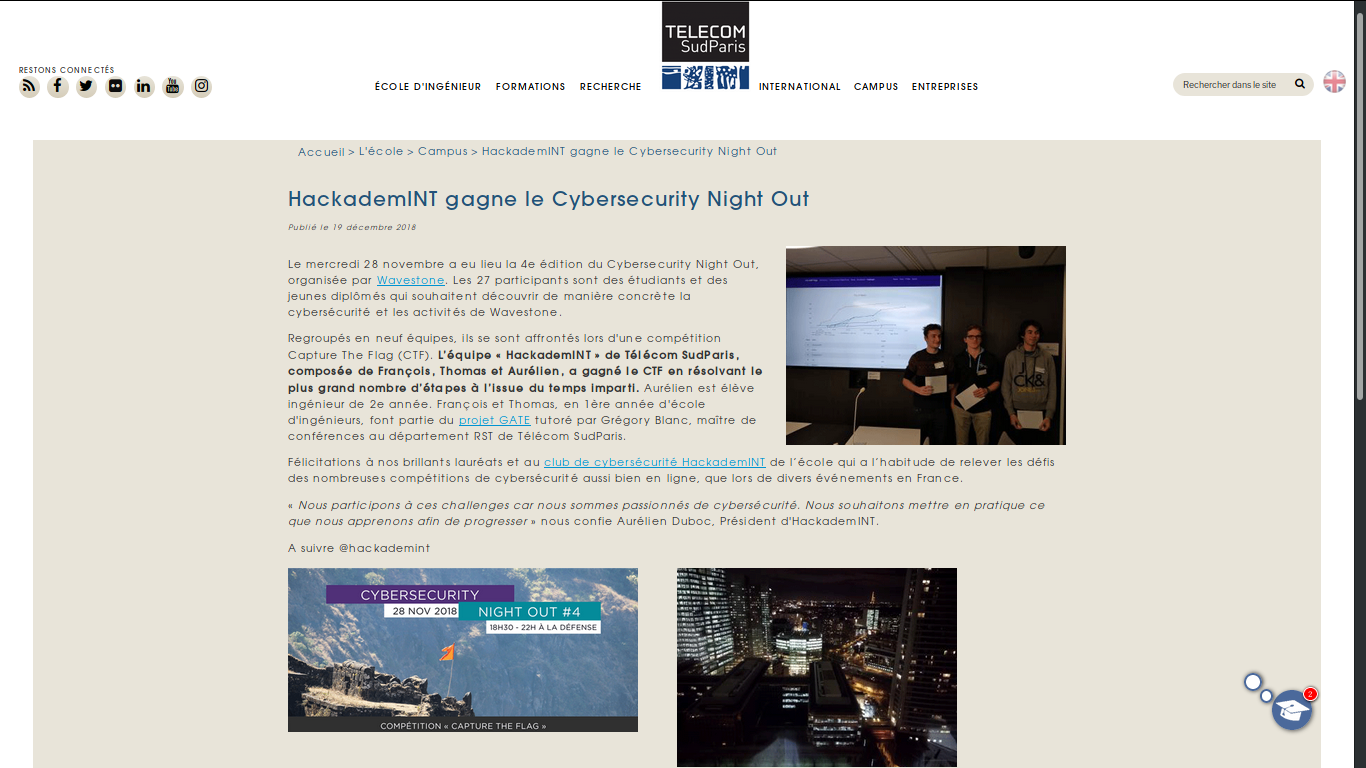 TELECOM
SudParis
RESTONS CONNECTÉS
You
Tube
ÉCOLE D'INGÉNIEUR FORMATIONS RECHERCHE INTERNATIONAL CAMPUS ENTREPRISES
Rechercher dans le site
Accueil > L'école > Campus > HackademINT gagne le Cybersecurity Night Out
HackademINT gagne le Cybersecurity Night Out
Publié le 19 décembre 2018
Le mercredi 28 novembre a eu lieu la 4e édition du Cybersecurity Night Out,
organisée par Wavestone. Les 27 participants sont des étudiants et des
jeunes diplômés qui souhaitent découvrir de manière concrète la
cybersécurité et les activités de Wavestone.
Regroupés en neuf équipes, ils se sont affrontés lors d'une compétition
Capture The Flag (CTF). L'équipe « HackademINT » de Télécom SudParis,
composée de François, Thomas et Aurélien, a gagné le CTF en résolvant le
plus grand nombre d'étapes à l'issue du temps imparti. Aurélien est élève
ingénieur de 2e année. François et Thomas, en 1ère année d'école
d'ingénieurs, font partie du projet GATE tutoré par Grégory Blanc, maître de
conférences au département RST de Télécom SudParis.
Félicitations à nos brillants lauréats et au club de cybersécurité HackademINT de l'école qui a l'habitude de relever les défis
des nombreuses compétitions de cybersécurité aussi bien en ligne, que lors de divers événements en France.
« Nous participons à ces challenges car nous sommes passionnés de cybersécurité. Nous souhaitons mettre en pratique ce
que nous apprenons afin de progresser » nous confie Aurélien Duboc, Président d'HackademINT.
A suivre @hackademint
CYBERSECURITY
28 NOV 2018 NIGHT OUT #4
18H30 - 22H À LA DÉFENSE
COMPÉTITION « CAPTURE THE FLAG »
2